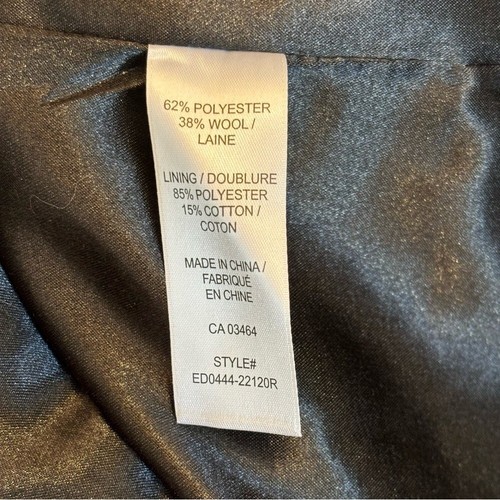 62% POLYESTER
38% WOOL /
LAINE
LINING / DOUBLURE
85% POLYESTER
15% COTTON /
COTON
MADE IN CHINA /
FABRIQUÉ
EN CHINE
CA 03464
STYLE#
ED0444-22120R